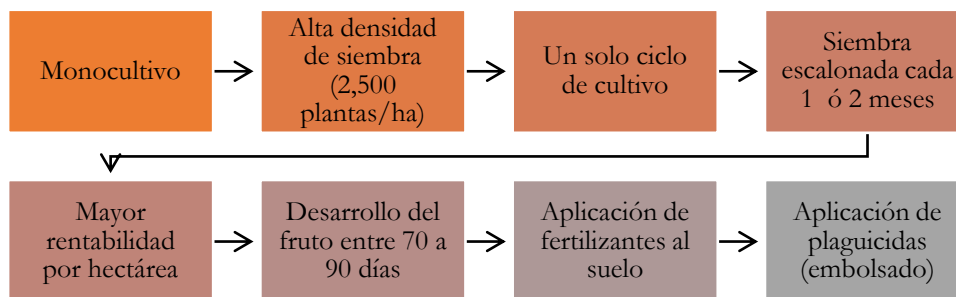 Monocultivo
Alta densidad
de siembra
(2,500
plantas/ha)
Un solo ciclo
de cultivo
Siembra
escalonada cada
1 ó 2 meses
Mayor
rentabilidad
por hectárea
Desarrollo del
fruto entre 70 a
90 días
Aplicación de
fertilizantes al
suelo
Aplicación de
plaguicidas
(embolsado)